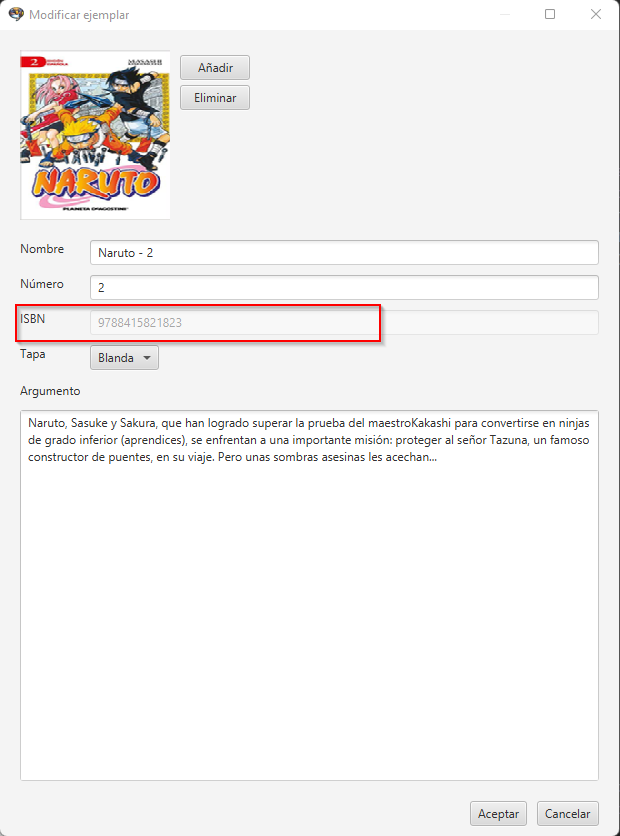 Modificar ejemplar
2
EDICIÓN
ESPAÑOLA
NARUTO
PLANETA DEAGOSTINI
Añadir
Eliminar
Nombre
Naruto - 2
Número
2
ISBN
9788415821823
Tapa
Blanda
Argumento
Naruto, Sasuke y Sakura, que han logrado superar la prueba del maestroKakashi para convertirse en ninjas
de grado inferior (aprendices), se enfrentan a una importante misión: proteger al señor Tazuna, un famoso
constructor de puentes, en su viaje. Pero unas sombras asesinas les acechan...
Aceptar
Cancelar